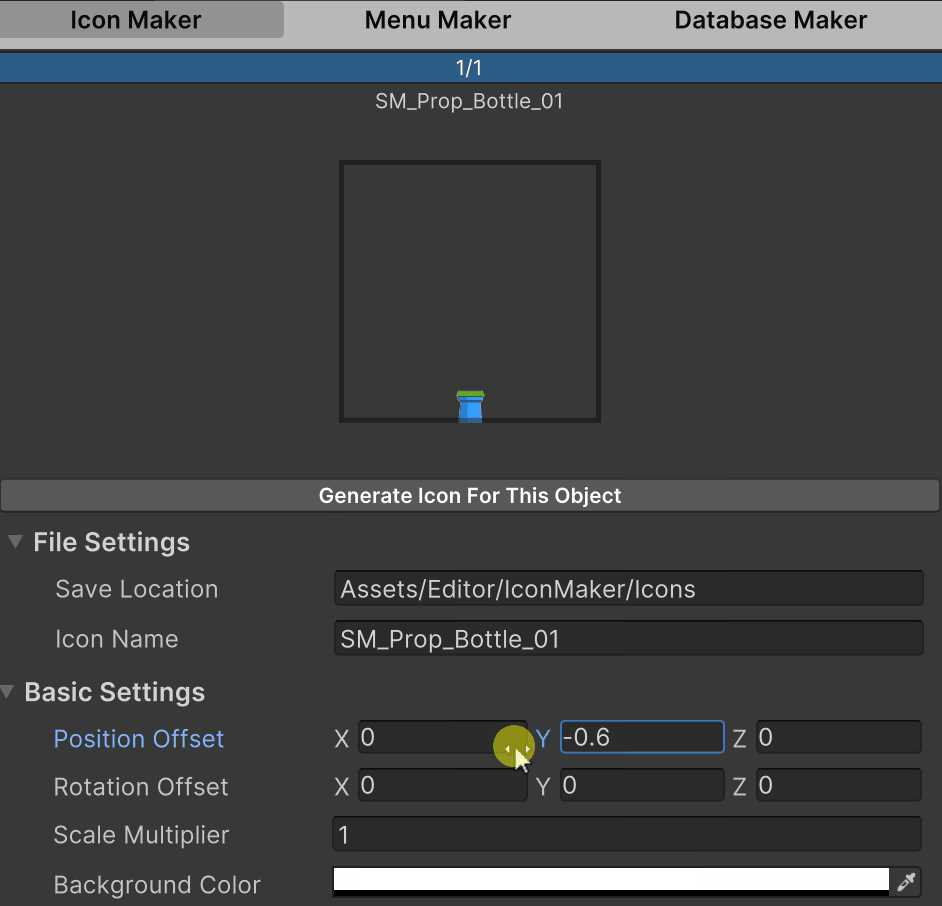 Icon Maker Menu Maker Database Maker
1/1
SM_Prop_Bottle_01
Generate Icon For This Object
File Settings
Save Location Assets/Editor/IconMaker/Icons
Icon Name SM_Prop_Bottle_01
Basic Settings
Position Offset X 0 Y -0.6 Z 0
Rotation Offset X 0 Y 0 Z 0
Scale Multiplier 1
Background Color